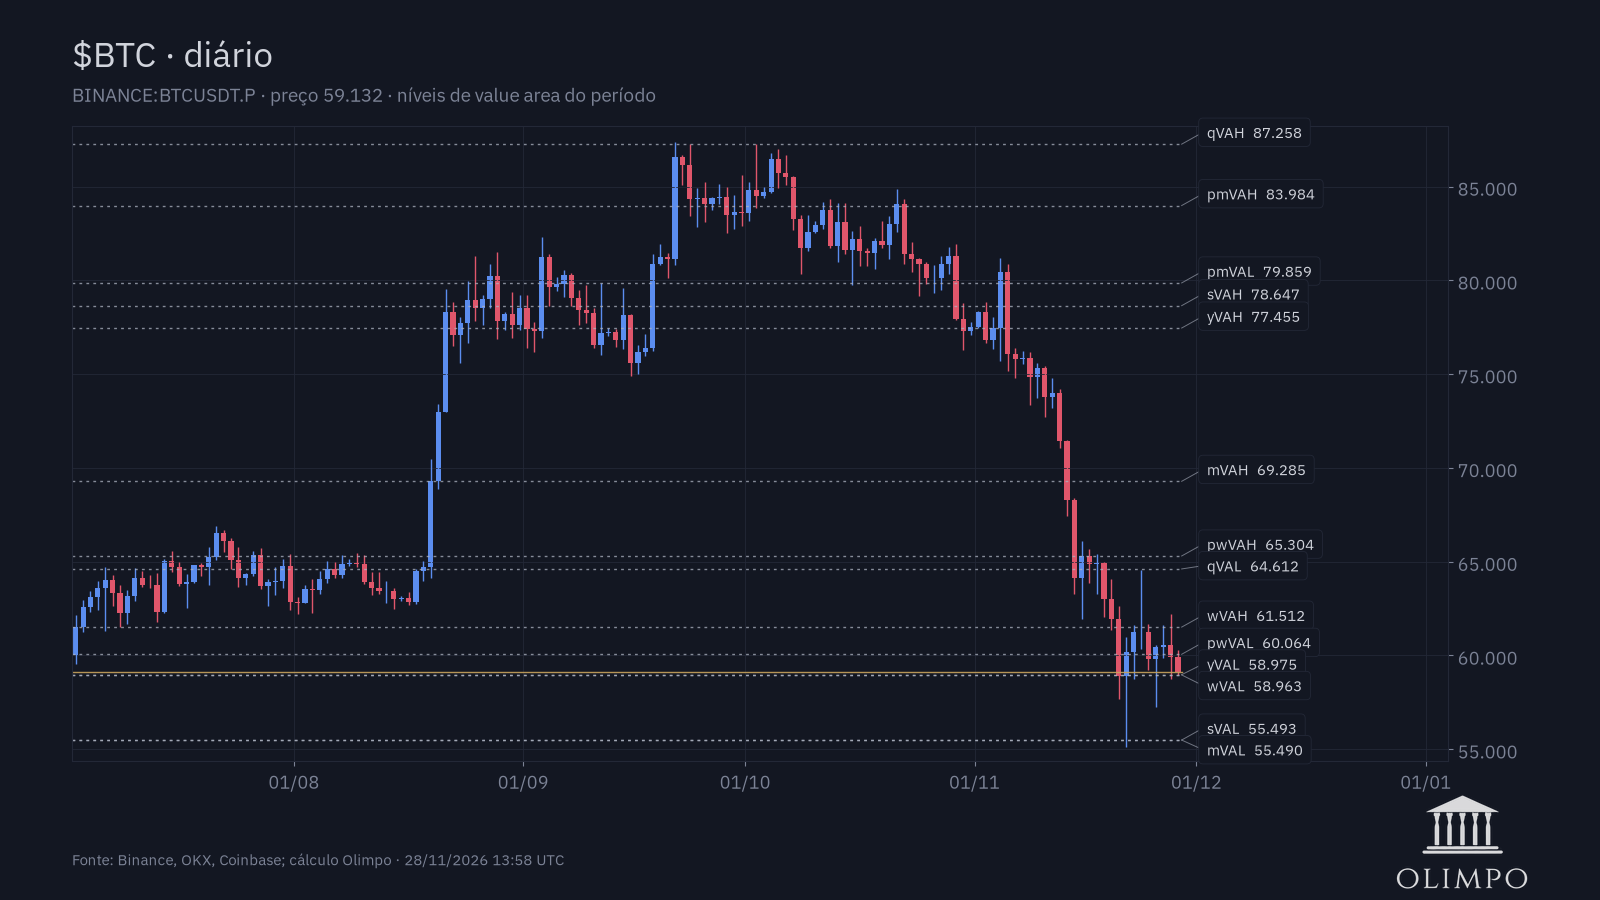 $BTC · diário
BINANCE:BTCUSDT.P · preço 59.132 · níveis de value area do período
qVAH 87.258
pmVAH 83.984
pmVAL 79.859
sVAH 78.647
yVAH 77.455
mVAH 69.285
pwVAH 65.304
qVAL 64.612
wVAH 61.512
pwVAL 60.064
yVAL 58.975
wVAL 58.963
sVAL 55.493
mVAL 55.490
85.000
80.000
75.000
70.000
65.000
60.000
55.000
01/08 01/09 01/10 01/11 01/12 01/01
Fonte: Binance, OKX, Coinbase; cálculo Olimpo · 28/11/2026 13:58 UTC
OLIMPO